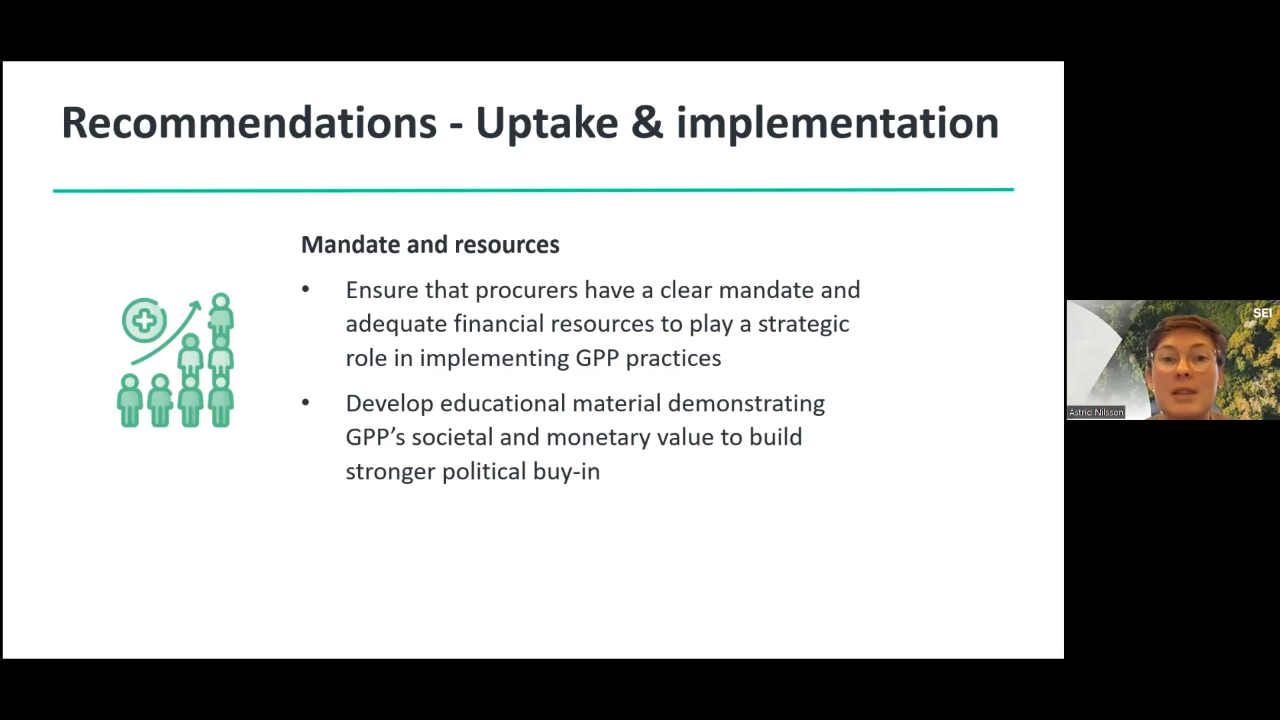 Recommendations - Uptake & implementation
Mandate and resources
• Ensure that procurers have a clear mandate and
adequate financial resources to play a strategic
role in implementing GPP practices
• Develop educational material demonstrating
GPP’s societal and monetary value to build
stronger political buy-in
SEI
Astrid Nilsson